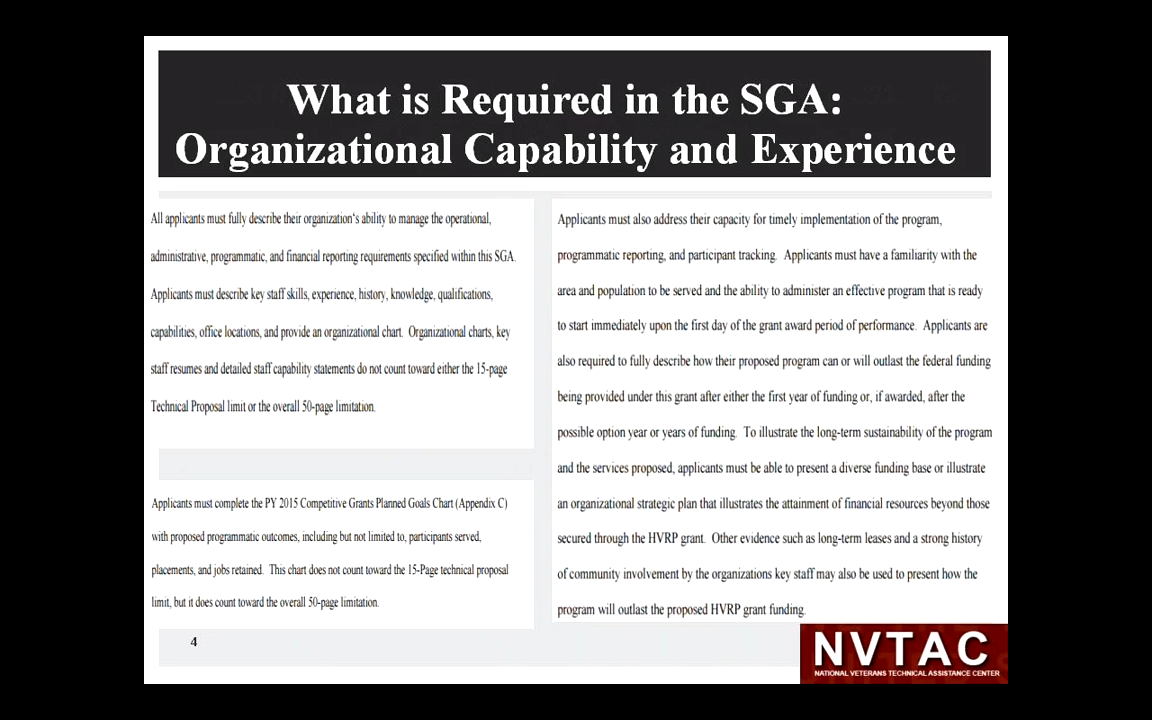 What is Required in the SGA:
Organizational Capability and Experience
All applicants must fully describe their organization's ability to manage the operational,
administrative, programmatic, and financial reporting requirements specified within this SGA.
Applicants must describe key staff skills, experience, history, knowledge, qualifications,
capabilities, office locations, and provide an organizational chart.  Organizational charts, key
staff resumes and detailed staff capability statements do not count toward either the 15-page
Technical Proposal limit or the overall 50-page limitation.
Applicants must complete the PY 2015 Competitive Grants Planned Goals Chart (Appendix C)
with proposed programmatic outcomes, including but not limited to, participants served,
placements, and jobs retained.  This chart does not count toward the 15-Page technical proposal
limit, but it does count toward the overall 50-page limitation.
Applicants must also address their capacity for timely implementation of the program,
programmatic reporting, and participant tracking.  Applicants must have a familiarity with the
area and population to be served and the ability to administer an effective program that is ready
to start immediately upon the first day of the grant award period of performance.  Applicants are
also required to fully describe how their proposed program can or will outlast the federal funding
being provided under this grant after either the first year of funding or, if awarded, after the
possible option year or years of funding.  To illustrate the long-term sustainability of the program
and the services proposed, applicants must be able to present a diverse funding base or illustrate
an organizational strategic plan that illustrates the attainment of financial resources beyond those
secured through the HVRP grant.  Other evidence such as long-term leases and a strong history
of community involvement by the organizations key staff may also be used to present how the
program will outlast the proposed HVRP grant funding.
4
NVTAC
NATIONAL VETERANS TECHNICAL ASSISTANCE CENTER